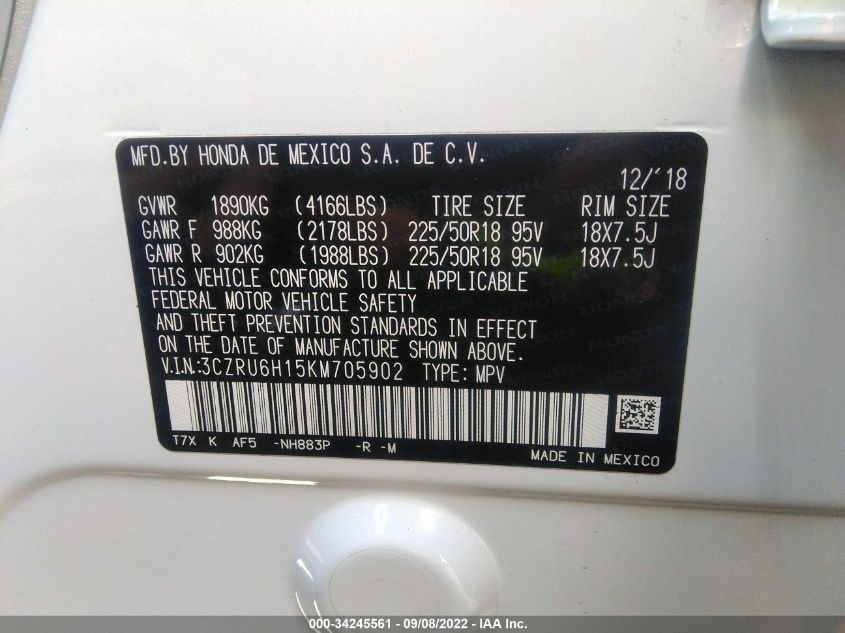 MFD.BY HONDA DE MEXICO S.A. DE C.V.
12/'18
GVWR 1890KG (4166LBS) TIRE SIZE RIM SIZE
GAWR F 988KG (2178LBS) 225/50R18 95V 18X7.5J
GAWR R 902KG (1988LBS) 225/50R18 95V 18X7.5J
THIS VEHICLE CONFORMS TO ALL APPLICABLE
FEDERAL MOTOR VEHICLE SAFETY
AND THEFT PREVENTION STANDARDS IN EFFECT
ON THE DATE OF MANUFACTURE SHOWN ABOVE.
V.I.N.:3CZRU6H15KM705902 TYPE: MPV
T7X K AF5 -NH883P -R -M
MADE IN MEXICO
000-34245561 - 09/08/2022 - IAA Inc.